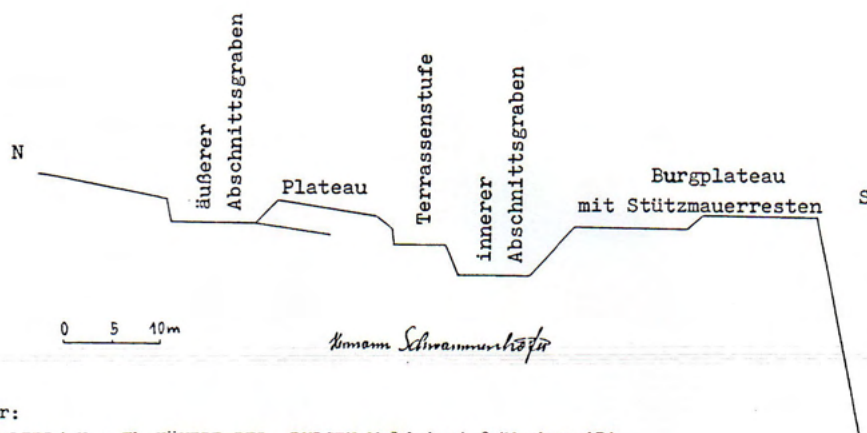 N
äußerer
Abschnittsgraben
Plateau
Terrassenstufe
innerer
Abschnittsgraben
Burgplateau
mit Stützmauerresten
S
0 5 10m
Hermann Schwammenhöfer
r: